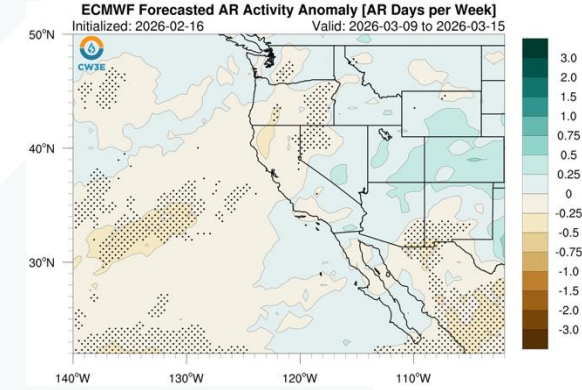 ECMWF Forecasted AR Activity Anomaly [AR Days per Week]
Initialized: 2026-02-16 Valid: 2026-03-09 to 2026-03-15
50°N
CW3E
40°N
30°N
140°W 130°W 120°W 110°W
3.0
2.0
1.5
1.0
0.75
0.5
0.25
0
-0.25
-0.5
-0.75
-1.0
-1.5
-2.0
-3.0